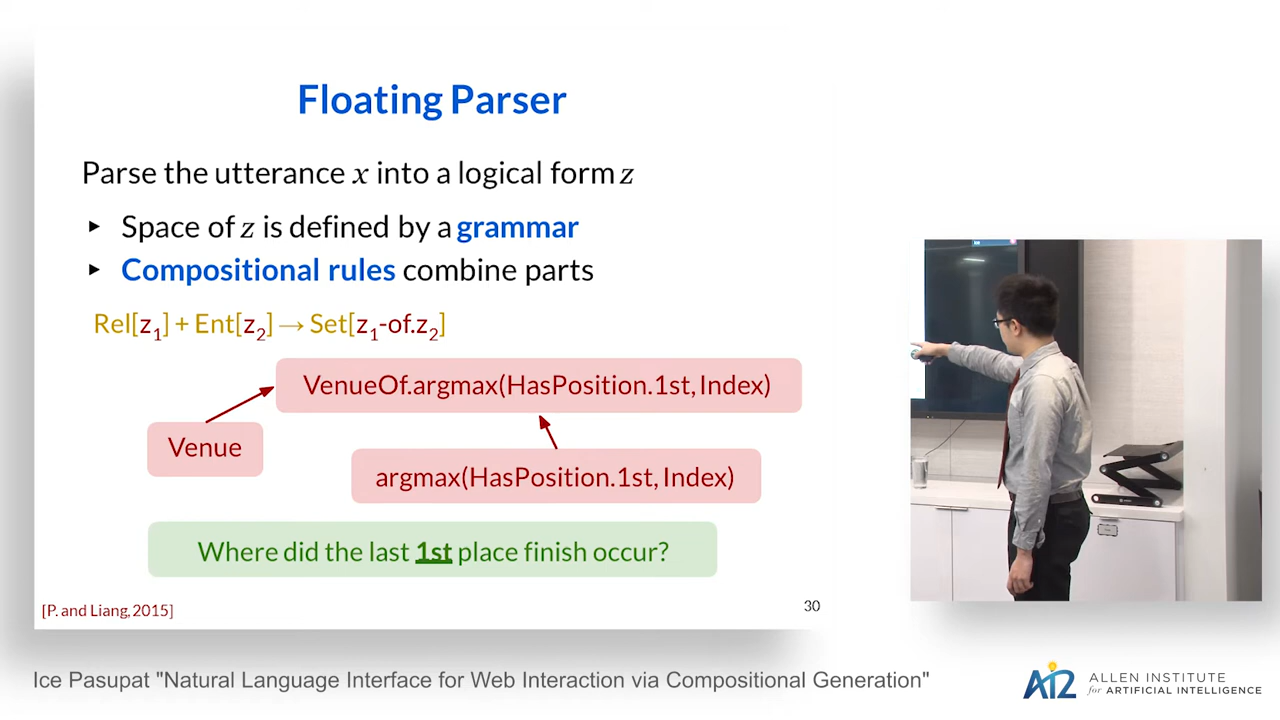 Floating Parser
Parse the utterance x into a logical form z
▸ Space of z is defined by a grammar
▸ Compositional rules combine parts
Rel[z1] + Ent[z2] → Set[z1-of.z2]
VenueOf.argmax(HasPosition.1st, Index)
Venue
argmax(HasPosition.1st, Index)
Where did the last 1st place finish occur?
[P. and Liang, 2015]
30
Ice Pasupat "Natural Language Interface for Web Interaction via Compositional Generation"
AI2
ALLEN INSTITUTE
for ARTIFICIAL INTELLIGENCE